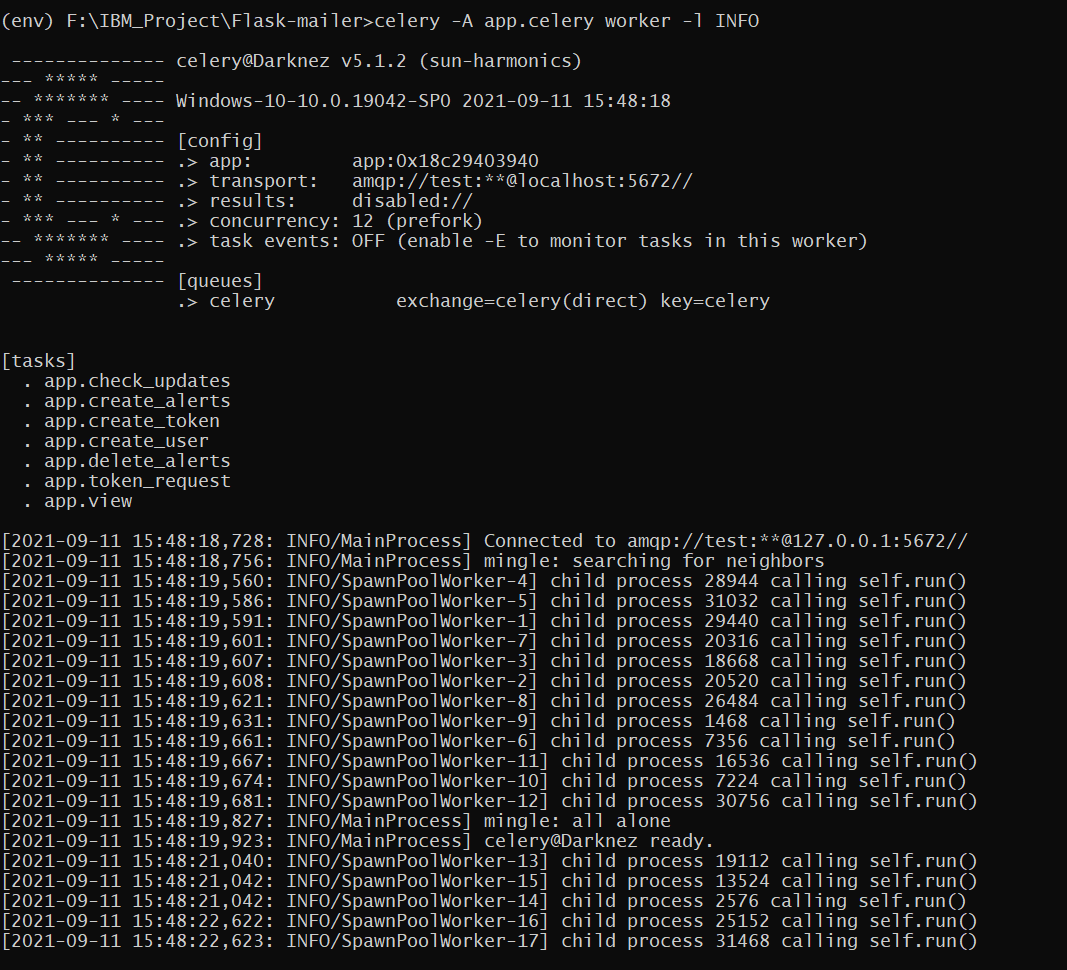 (env) F:\IBM_Project\Flask-mailer>celery -A app.celery worker -l INFO
 -------------- celery@Darknez v5.1.2 (sun-harmonics)
--- ***** -----
-- ******* ---- Windows-10-10.0.19042-SP0 2021-09-11 15:48:18
- *** --- * ---
- ** ---------- [config]
- ** ---------- .> app:         app:0x18c29403940
- ** ---------- .> transport:   amqp://test:**@localhost:5672//
- ** ---------- .> results:     disabled://
- *** --- * --- .> concurrency: 12 (prefork)
-- ******* ---- .> task events: OFF (enable -E to monitor tasks in this worker)
--- ***** -----
 -------------- [queues]
                .> celery           exchange=celery(direct) key=celery
[tasks]
  . app.check_updates
  . app.create_alerts
  . app.create_token
  . app.create_user
  . app.delete_alerts
  . app.token_request
  . app.view
[2021-09-11 15:48:18,728: INFO/MainProcess] Connected to amqp://test:**@127.0.0.1:5672//
[2021-09-11 15:48:18,756: INFO/MainProcess] mingle: searching for neighbors
[2021-09-11 15:48:19,560: INFO/SpawnPoolWorker-4] child process 28944 calling self.run()
[2021-09-11 15:48:19,586: INFO/SpawnPoolWorker-5] child process 31032 calling self.run()
[2021-09-11 15:48:19,591: INFO/SpawnPoolWorker-1] child process 29440 calling self.run()
[2021-09-11 15:48:19,601: INFO/SpawnPoolWorker-7] child process 20316 calling self.run()
[2021-09-11 15:48:19,607: INFO/SpawnPoolWorker-3] child process 18668 calling self.run()
[2021-09-11 15:48:19,608: INFO/SpawnPoolWorker-2] child process 20520 calling self.run()
[2021-09-11 15:48:19,621: INFO/SpawnPoolWorker-8] child process 26484 calling self.run()
[2021-09-11 15:48:19,631: INFO/SpawnPoolWorker-9] child process 1468 calling self.run()
[2021-09-11 15:48:19,661: INFO/SpawnPoolWorker-6] child process 7356 calling self.run()
[2021-09-11 15:48:19,667: INFO/SpawnPoolWorker-11] child process 16536 calling self.run()
[2021-09-11 15:48:19,674: INFO/SpawnPoolWorker-10] child process 7224 calling self.run()
[2021-09-11 15:48:19,681: INFO/SpawnPoolWorker-12] child process 30756 calling self.run()
[2021-09-11 15:48:19,827: INFO/MainProcess] mingle: all alone
[2021-09-11 15:48:19,923: INFO/MainProcess] celery@Darknez ready.
[2021-09-11 15:48:21,040: INFO/SpawnPoolWorker-13] child process 19112 calling self.run()
[2021-09-11 15:48:21,042: INFO/SpawnPoolWorker-15] child process 13524 calling self.run()
[2021-09-11 15:48:21,042: INFO/SpawnPoolWorker-14] child process 2576 calling self.run()
[2021-09-11 15:48:22,622: INFO/SpawnPoolWorker-16] child process 25152 calling self.run()
[2021-09-11 15:48:22,623: INFO/SpawnPoolWorker-17] child process 31468 calling self.run()